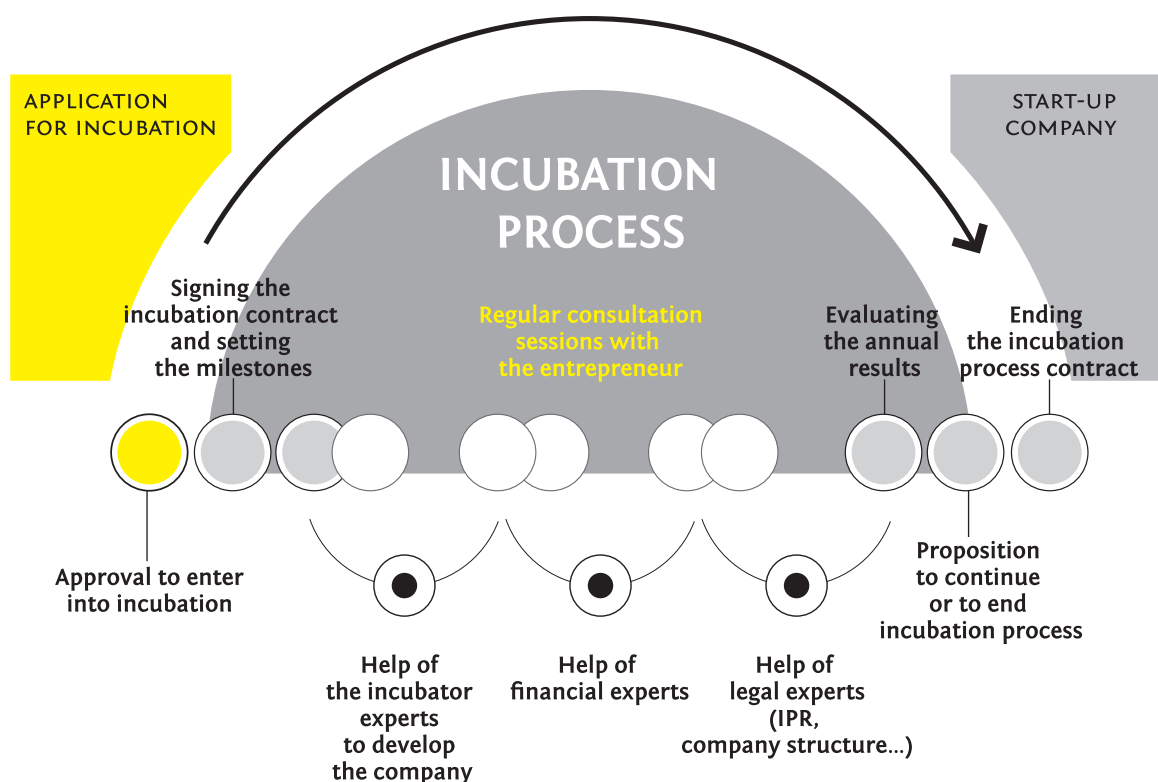 APPLICATION
FOR INCUBATION
START-UP
COMPANY
INCUBATION
PROCESS
Signing the
incubation contract
and setting
the milestones
Regular consultation
sessions with
the entrepreneur
Evaluating
the annual
results
Ending
the incubation
process contract
Approval to enter
into incubation
Proposition
to continue
or to end
incubation process
Help of
the incubator
experts
to develop
the company
Help of
financial experts
Help of
legal experts
(IPR,
company structure...)